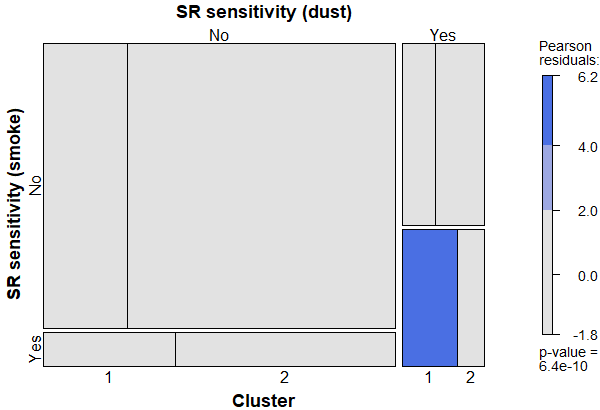 SR sensitivity (dust)
No
Yes
SR sensitivity (smoke)
No
Yes
1
2
1
2
Cluster
Pearson
residuals:
6.2
4.0
2.0
0.0
-1.8
p-value =
6.4e-10